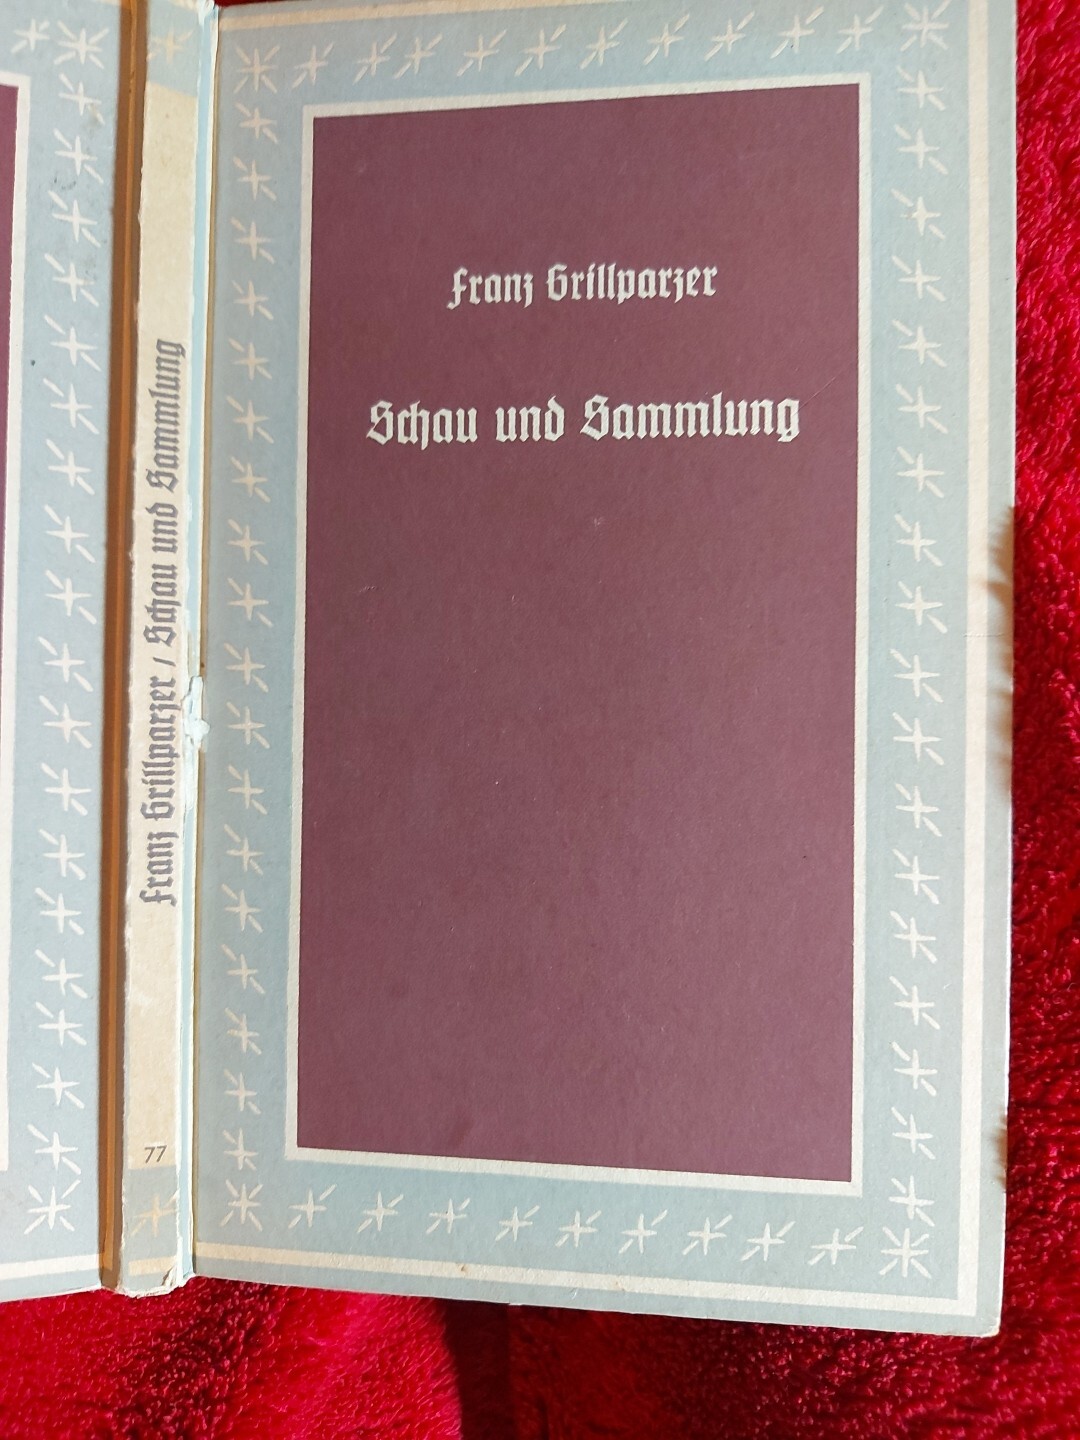 Franz Grillparzer / Schau und Sammlung
77
Franz Grillparzer
Schau und Sammlung